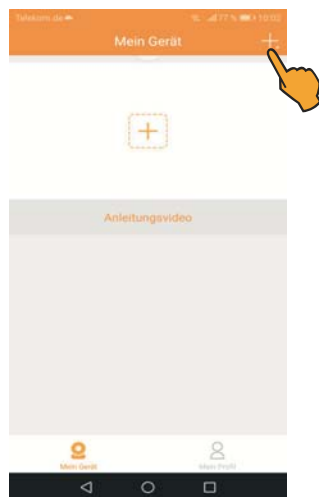 Telekom.de
77 % 10:02
Mein Gerät
Anleitungsvideo
Mein Gerät
Mein Profil